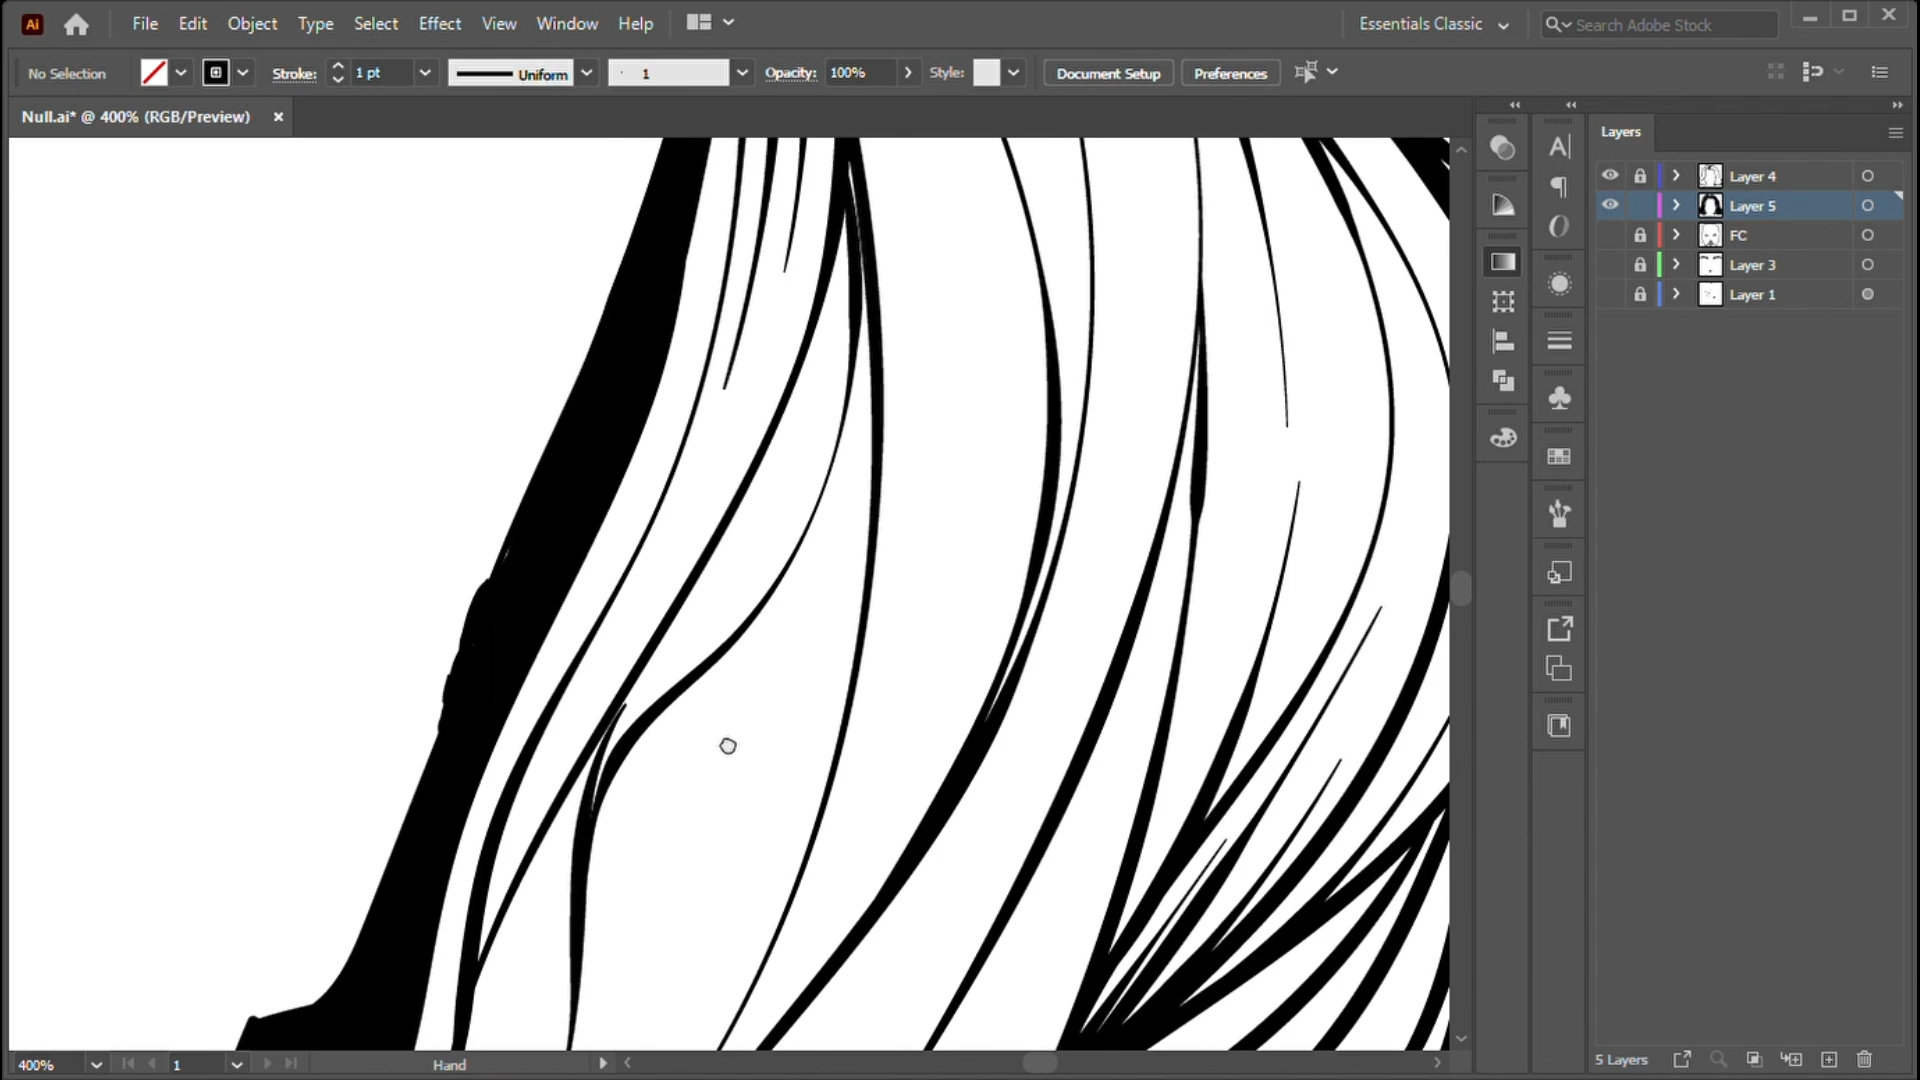 Ai File Edit Object Type Select Effect View Window Help Essentials Classic Search Adobe Stock
No Selection Stroke: 1 pt Uniform 1 Opacity: 100% Style: Document Setup Preferences
Null.ai* @ 400% (RGB/Preview)
Layers
Layer 4
Layer 5
FC
Layer 3
Layer 1
400% 1 Hand 5 Layers